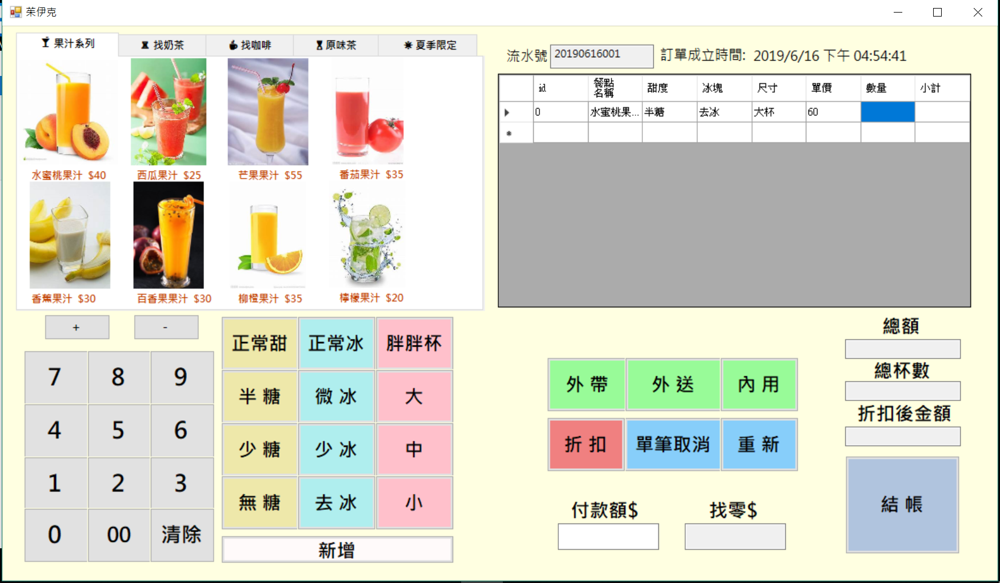 茱伊克
果汁系列 找奶茶 找咖啡 原味茶 夏季限定
流水號 20190616001 訂單成立時間: 2019/6/16 下午 04:54:41
id 餐點名稱 甜度 冰塊 尺寸 單價 數量 小計
0 水蜜桃果... 半糖 去冰 大杯 60
水蜜桃果汁 $40 西瓜果汁 $25 芒果果汁 $55 番茄果汁 $35
香蕉果汁 $30 百香果果汁 $30 柳橙果汁 $35 檸檬果汁 $20
+ -
7 8 9
4 5 6
1 2 3
0 00 清除
正常甜 正常冰 胖胖杯
半 糖 微 冰 大
少 糖 少 冰 中
無 糖 去 冰 小
新增
外 帶 外 送 內 用
折 扣 單筆取消 重 新
付款額$ 找零$
總額
總杯數
折扣後金額
結 帳